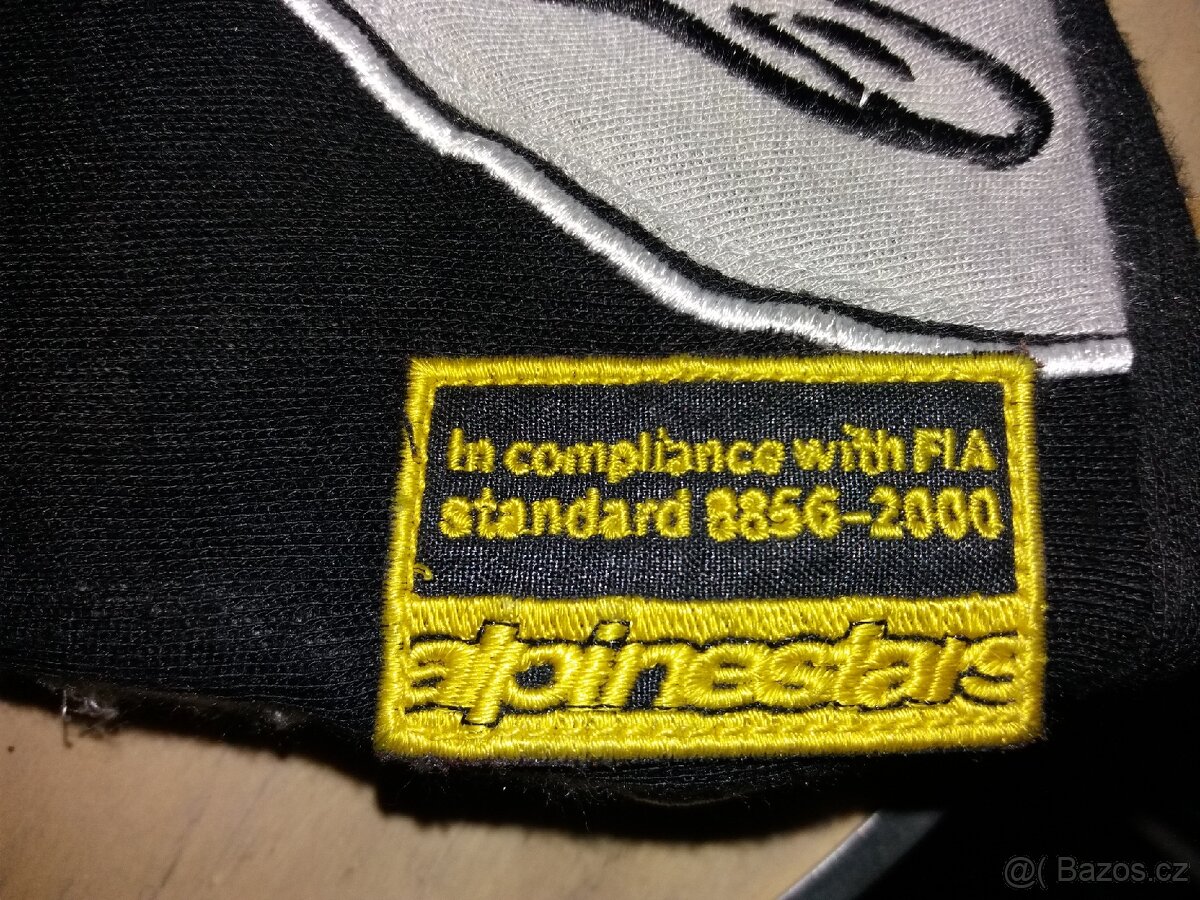 In compliance with FIA
standard 8856-2000
alpinestars
@( Bazos.cz